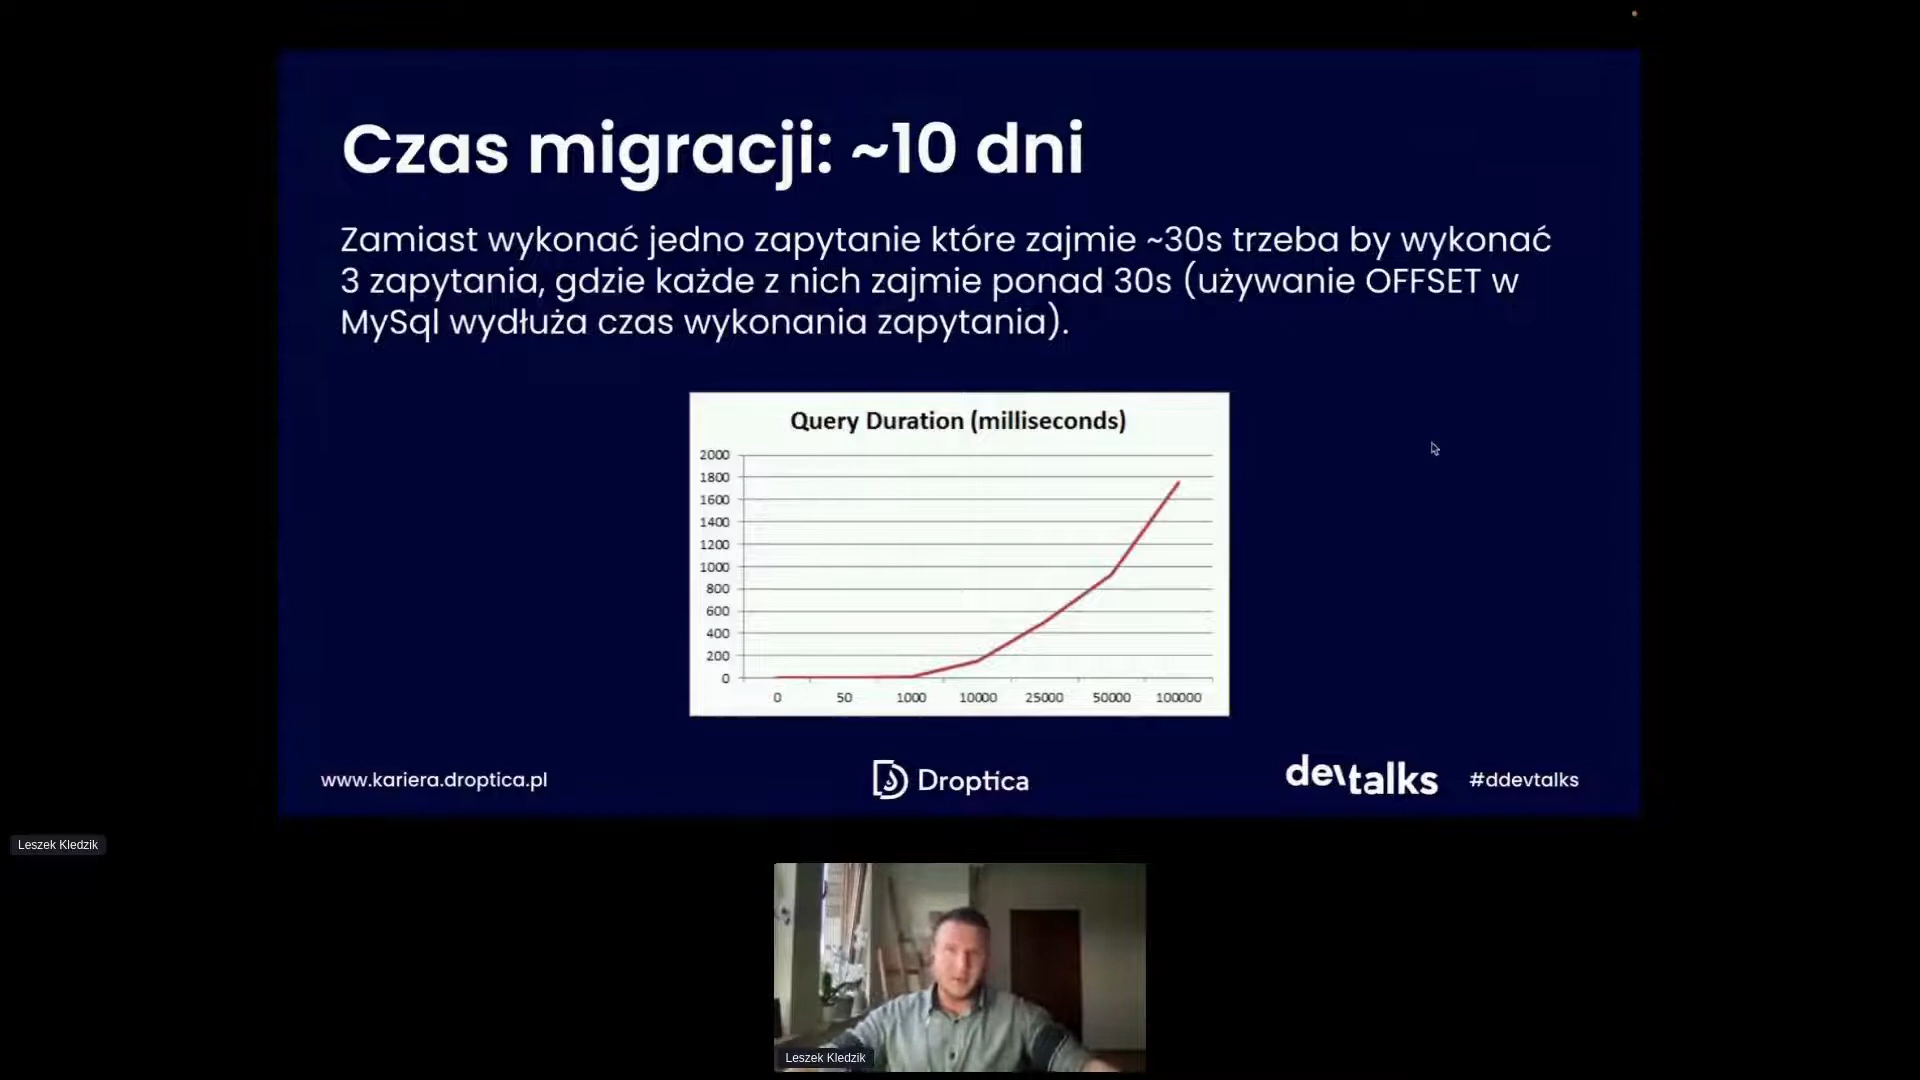 Czas migracji: ~10 dni
Zamiast wykonać jedno zapytanie które zajmie ~30s trzeba by wykonać
3 zapytania, gdzie każde z nich zajmie ponad 30s (używanie OFFSET w
MySql wydłuża czas wykonania zapytania).
Query Duration (milliseconds)
2000
1800
1600
1400
1200
1000
800
600
400
200
0
0 50 1000 10000 25000 50000 100000
www.kariera.droptica.pl
Droptica
devtalks
#ddevtalks
Leszek Kledzik
Leszek Kledzik